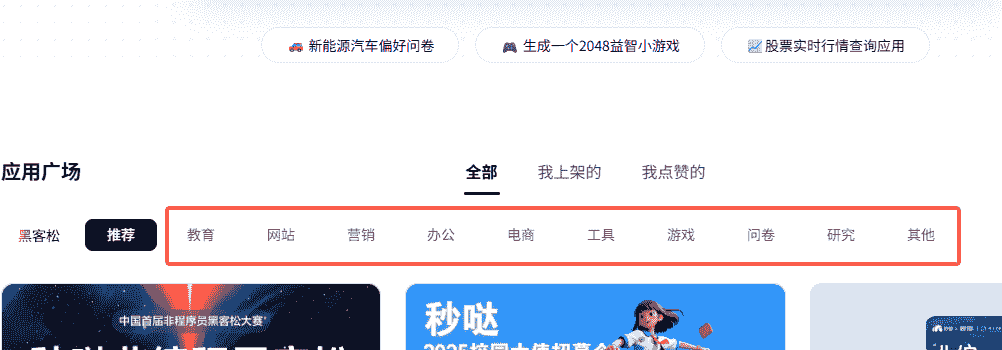 新能源汽车偏好问卷 生成一个2048益智小游戏 股票实时行情查询应用
应用广场 全部 我上架的 我点赞的
黑客松 推荐 教育 网站 营销 办公 电商 工具 游戏 问卷 研究 其他
中国首届非程序员黑客松大赛
秒哒